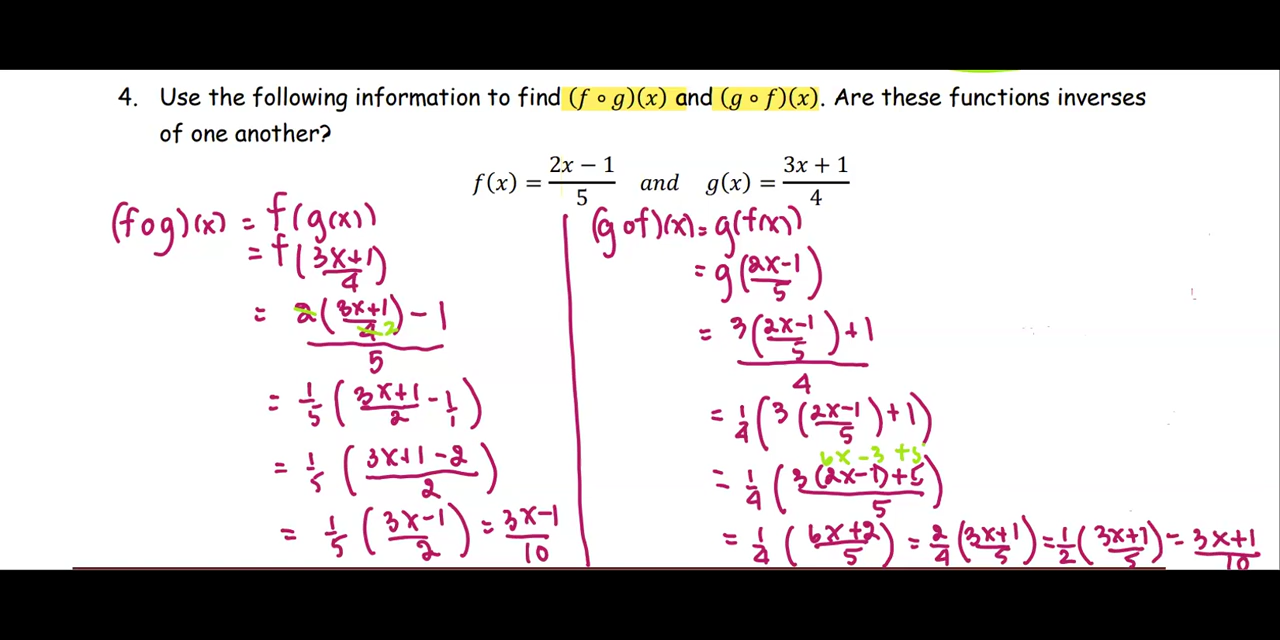 4. Use the following information to find (f ∘ g)(x) and (g ∘ f)(x). Are these functions inverses
of one another?
f(x) = (2x − 1)/5 and g(x) = (3x + 1)/4
(fog)(x) = f(g(x))
= f((3x+1)/4)
= (2((3x+1)/4) - 1)/5 2
= 1/5 ((3x+1)/2 - 1/1)
= 1/5 ((3x+1-2)/2)
= 1/5 ((3x-1)/2) = (3x-1)/10
(gof)(x) = g(f(x))
= g((2x-1)/5)
= (3((2x-1)/5) + 1)/4
= 1/4 (3((2x-1)/5) + 1)
6x - 3 + 5
= 1/4 ((3(2x-1)+5)/5)
= 1/4 ((6x+2)/5) = 2/4 ((3x+1)/5) = 1/2 ((3x+1)/5) = (3x+1)/10